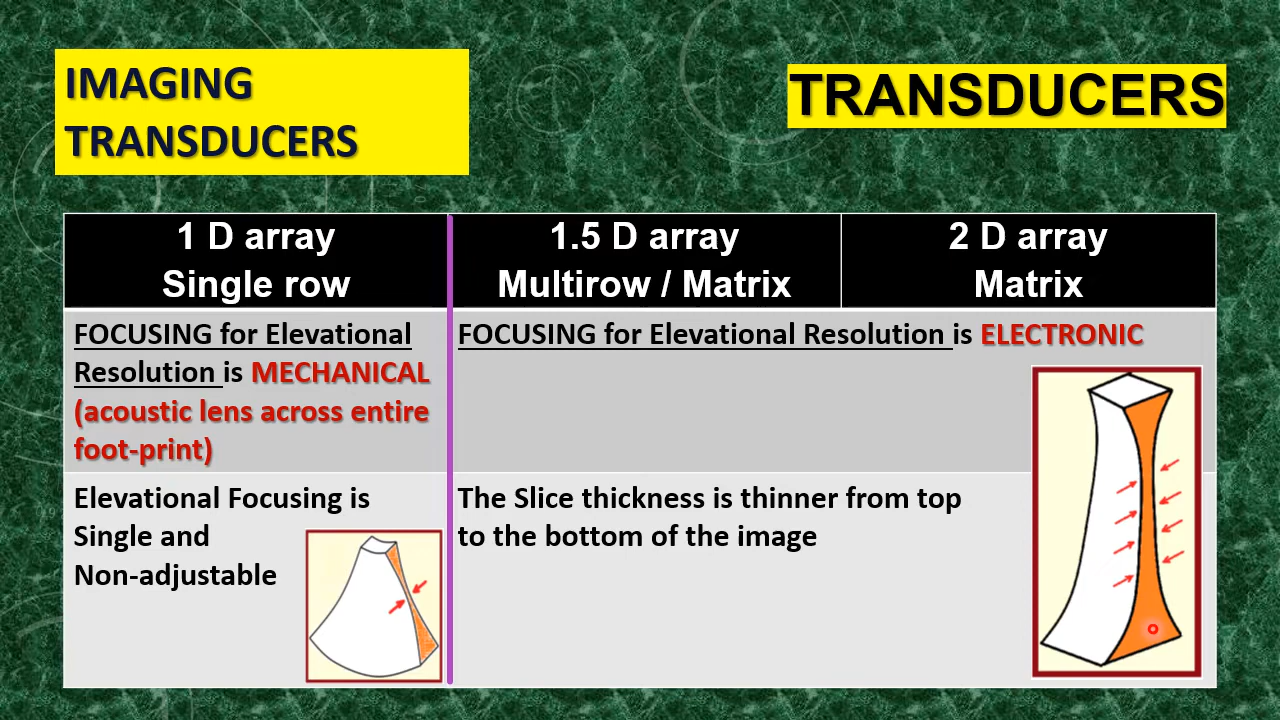 IMAGING
TRANSDUCERS
TRANSDUCERS
1 D array
Single row
1.5 D array
Multirow / Matrix
2 D array
Matrix
FOCUSING for Elevational
Resolution is MECHANICAL
(acoustic lens across entire
foot-print)
FOCUSING for Elevational Resolution is ELECTRONIC
Elevational Focusing is
Single and
Non-adjustable
The Slice thickness is thinner from top
to the bottom of the image